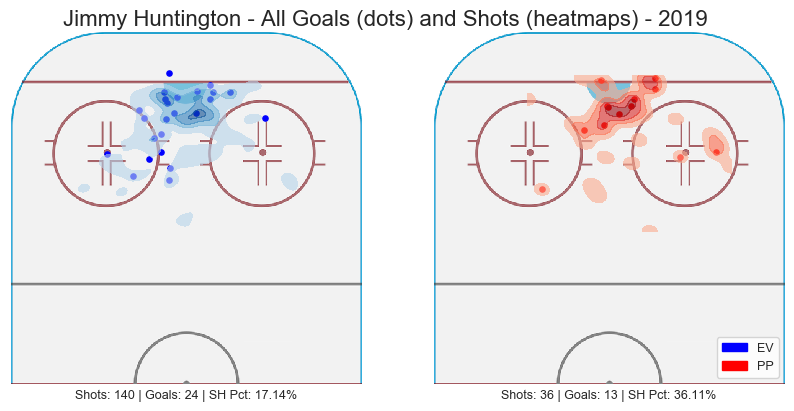 Jimmy Huntington - All Goals (dots) and Shots (heatmaps) - 2019
EV
PP
Shots: 140 | Goals: 24 | SH Pct: 17.14%
Shots: 36 | Goals: 13 | SH Pct: 36.11%